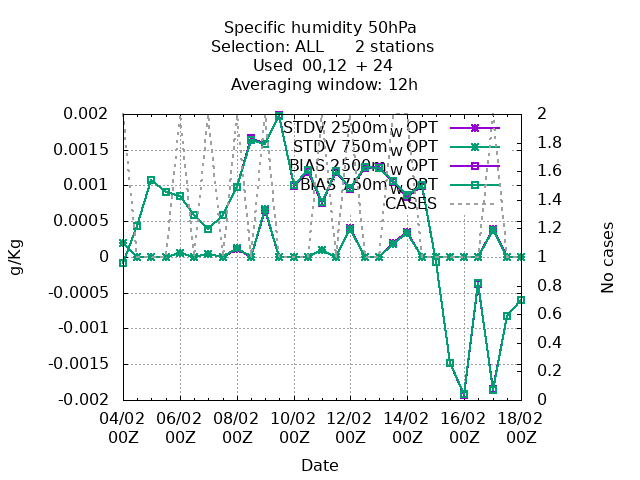 Specific humidity 50hPa
Selection: ALL 2 stations
Used 00,12 + 24
Averaging window: 12h
0.002 2
STDV 2500m_w OPT
0.0015 1.8
STDV 750m_w OPT
BIAS 2500m_w OPT
1.6
0.001 BIAS 750m_w OPT
CASES 1.4
0.0005 1.2
0 1
-0.0005 0.8
-0.001 0.6
0.4
-0.0015 0.2
-0.002 0
g/Kg
No cases
04/02 06/02 08/02 10/02 12/02 14/02 16/02 18/02
00Z 00Z 00Z 00Z 00Z 00Z 00Z 00Z
Date